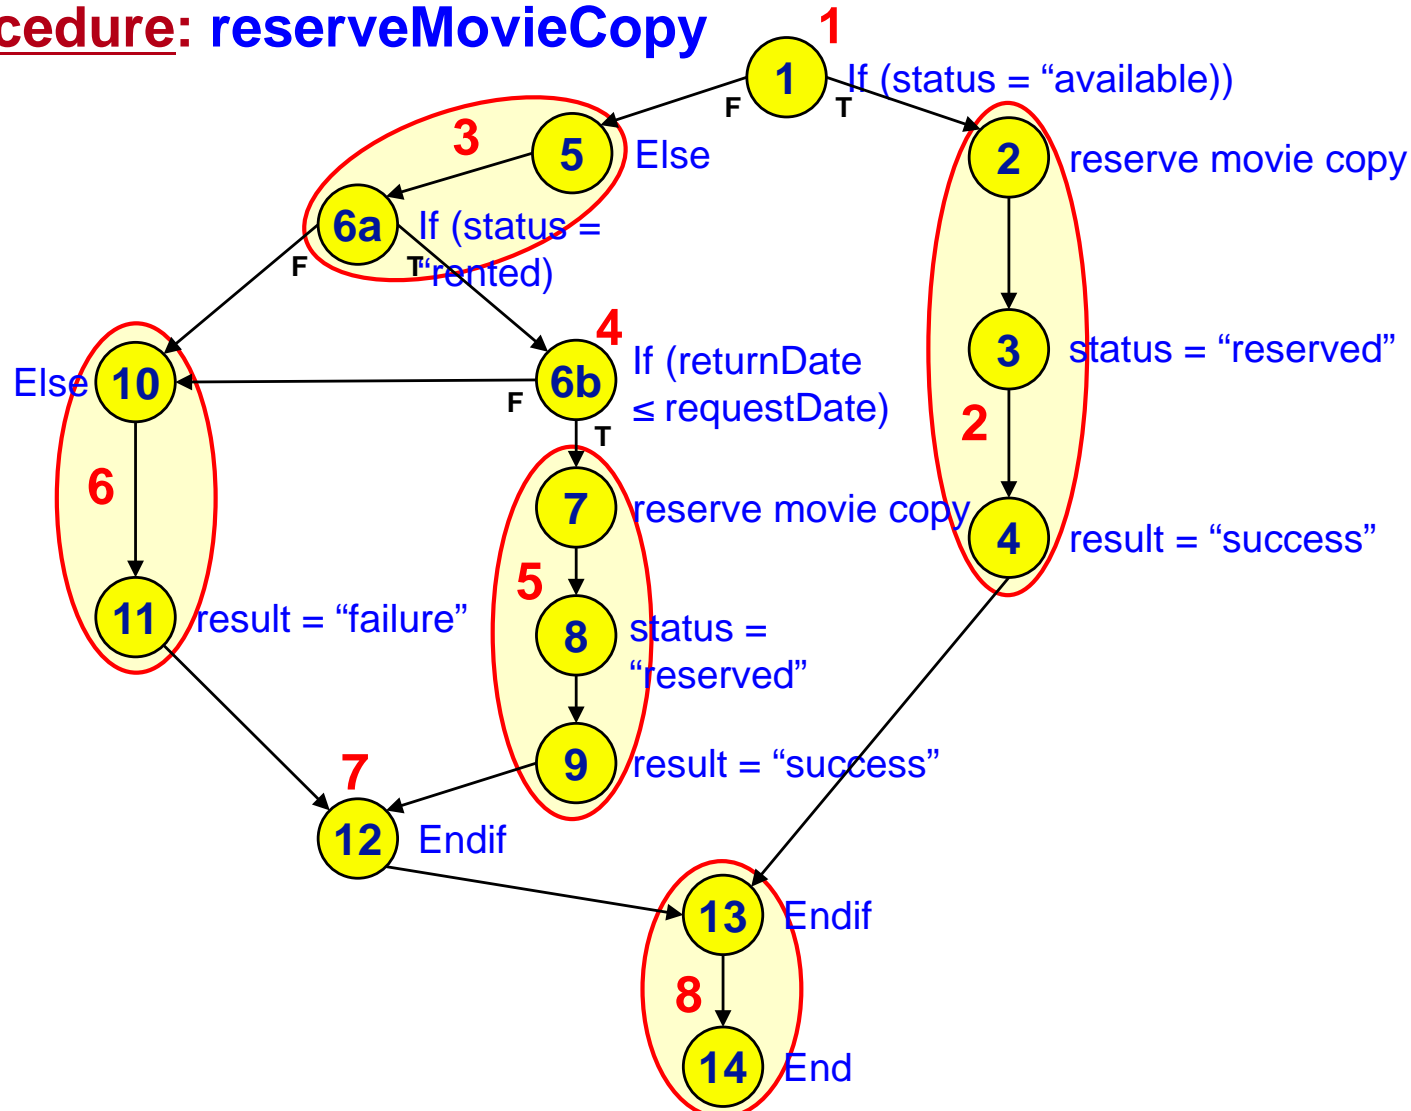 cedure: reserveMovieCopy
1
1
If (status = “available))
F
T
3
5
Else
2
reserve movie copy
6a
If (status =
“rented)
F
T
4
10
Else
6b
If (returnDate
≤ requestDate)
F
T
3
status = “reserved”
2
6
7
reserve movie copy
4
result = “success”
5
11
result = “failure”
8
status =
“reserved”
9
result = “success”
7
12
Endif
13
Endif
8
14
End